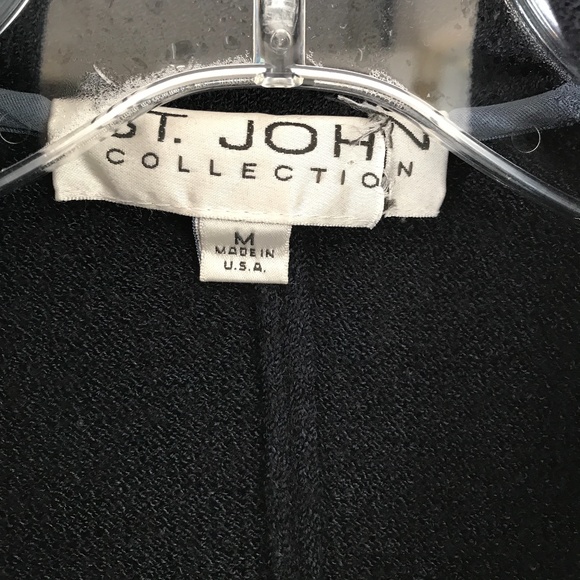 ST. JOHN
COLLECTION
M
MADE IN
U.S.A.